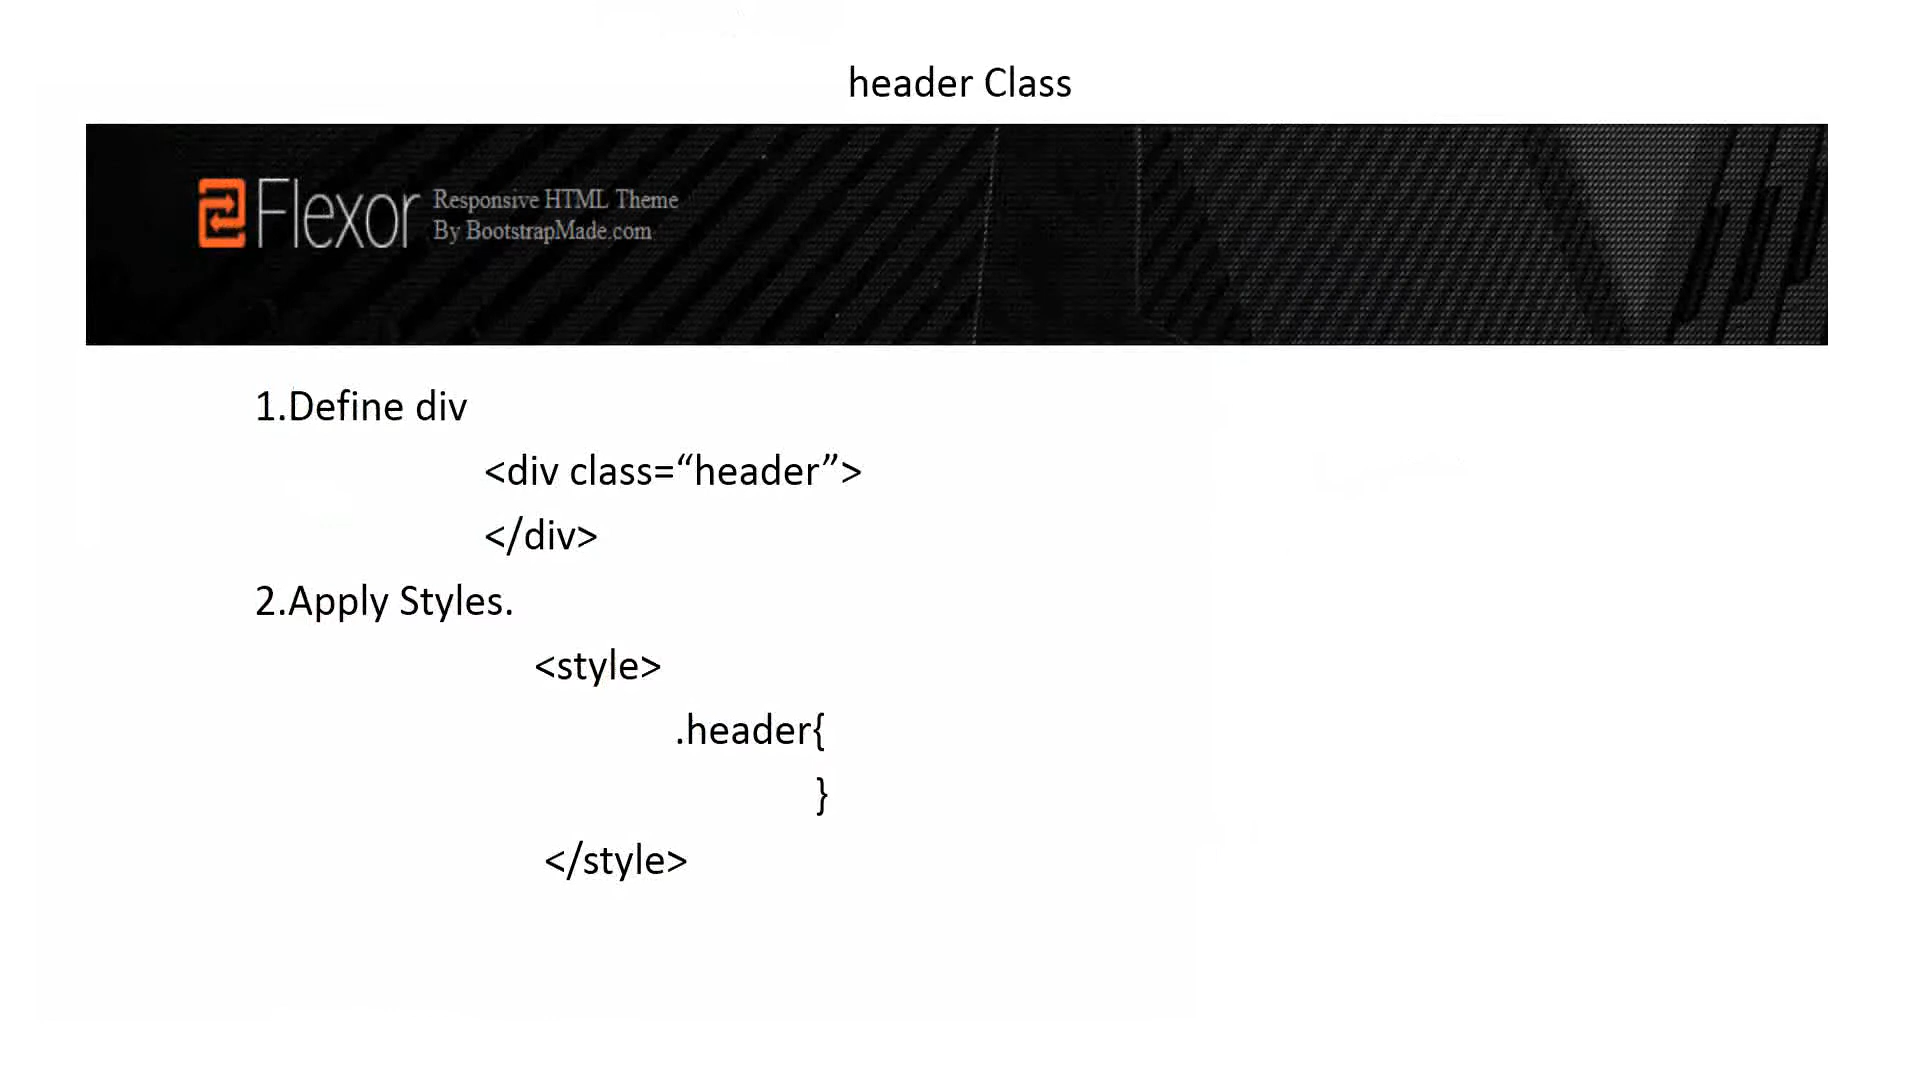 header Class
Flexor
Responsive HTML Theme
By BootstrapMade.com
1.Define div
<div class=“header”>
</div>
2.Apply Styles.
<style>
.header{
}
</style>